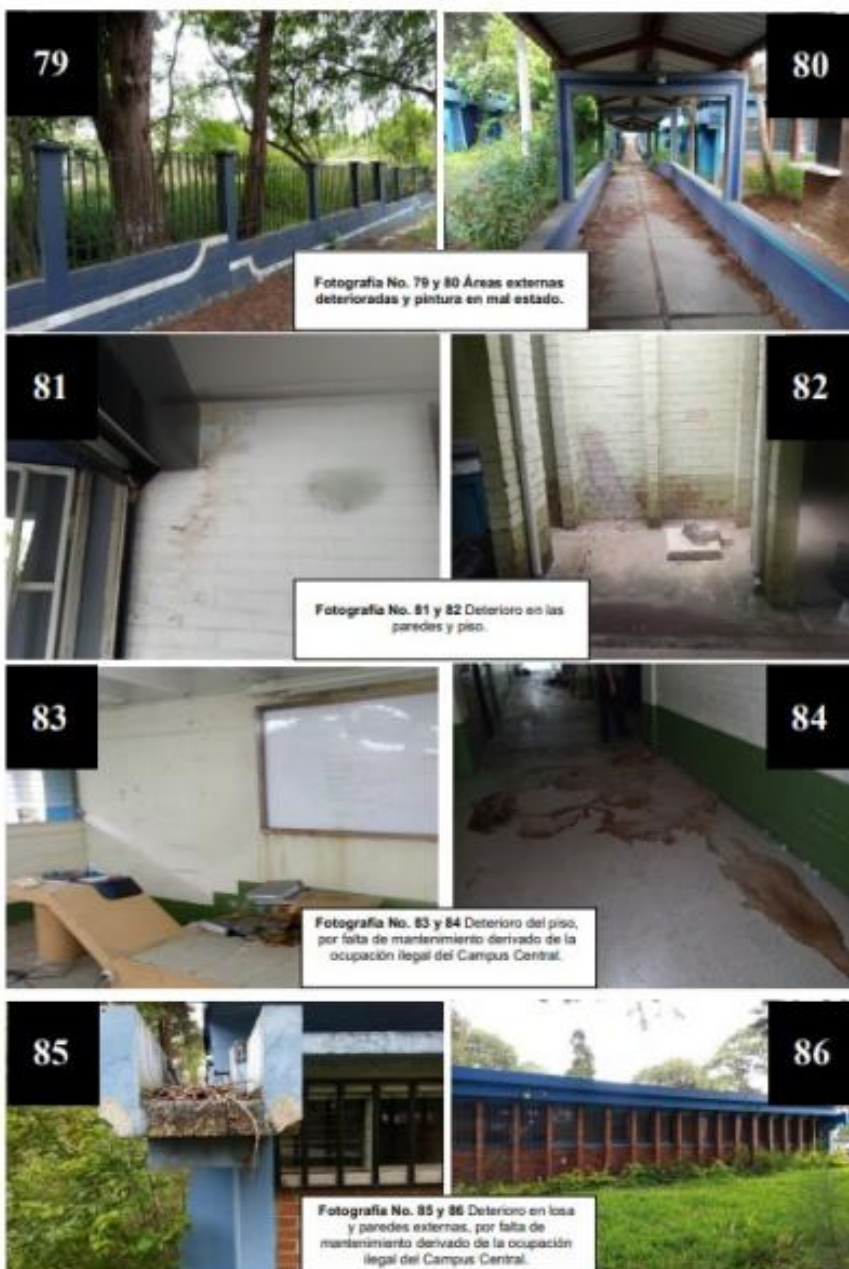 79
80
Fotografía No. 79 y 80 Áreas externas
deterioradas y pintura en mal estado.
81
82
Fotografía No. 81 y 82 Deterioro en las
paredes y piso.
83
84
Fotografía No. 83 y 84 Deterioro del piso,
por falta de mantenimiento derivado de la
ocupación ilegal del Campus Central.
85
86
Fotografía No. 85 y 86 Deterioro en losa
y paredes externas, por falta de
mantenimiento derivado de la ocupación
ilegal del Campus Central.